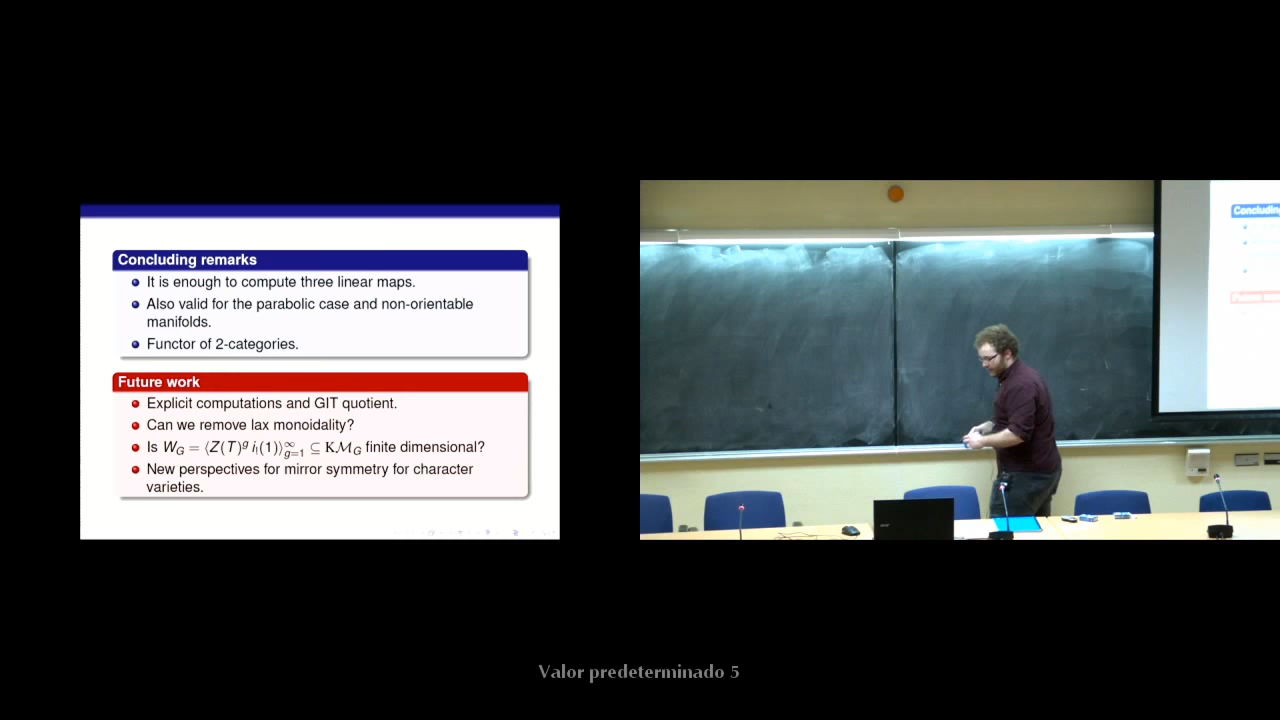 Concluding remarks
It is enough to compute three linear maps.
Also valid for the parabolic case and non-orientable
manifolds.
Functor of 2-categories.
Future work
Explicit computations and GIT quotient.
Can we remove lax monoidality?
Is W_G = ⟨Z(T)^g i_!(1)⟩_{g=1}^∞ ⊆ KM_G finite dimensional?
New perspectives for mirror symmetry for character
varieties.
Concluding
Valor predeterminado 5